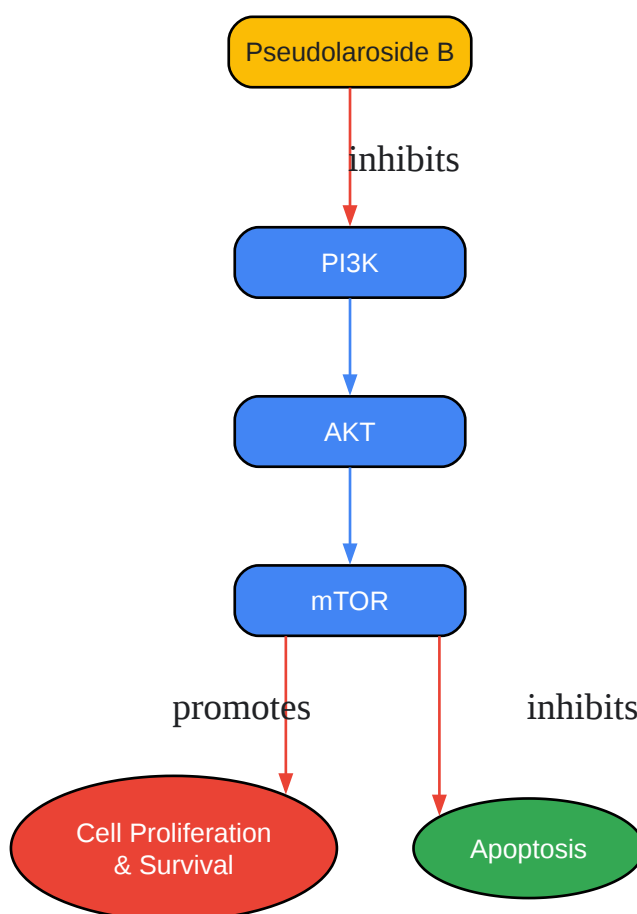 Pseudolaroside B
inhibits
PI3K
AKT
mTOR
promotes
inhibits
Cell Proliferation
& Survival
Apoptosis